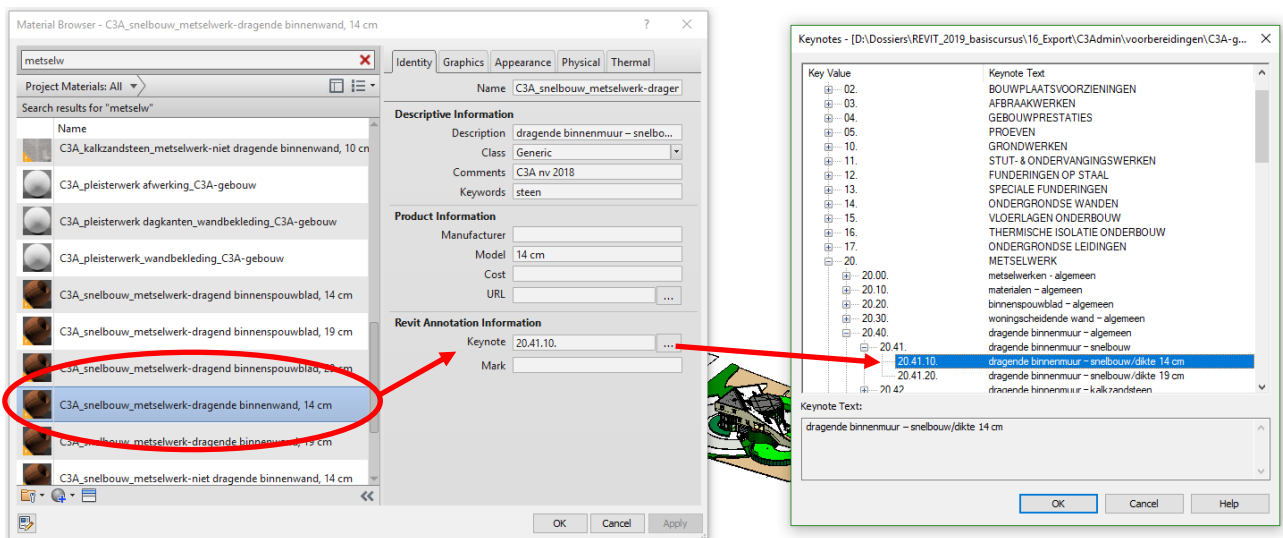 Material Browser - C3A_snelbouw_metselwerk-dragende binnenwand, 14 cm
?
metselw
Project Materials: All
Search results for "metselw"
Name
C3A_kalkzandsteen_metselwerk-niet dragende binnenwand, 10 cm
C3A_pleisterwerk afwerking_C3A-gebouw
C3A_pleisterwerk dagkanten_wandbekleding_C3A-gebouw
C3A_pleisterwerk_wandbekleding_C3A-gebouw
C3A_snelbouw_metselwerk-dragend binnenspouwblad, 14 cm
C3A_snelbouw_metselwerk-dragend binnenspouwblad, 19 cm
C3A_snelbouw_metselwerk-dragend binnenspouwblad, 29 cm
C3A_snelbouw_metselwerk-dragende binnenwand, 14 cm
C3A_snelbouw_metselwerk-dragende binnenwand, 19 cm
C3A_snelbouw_metselwerk-niet dragende binnenwand, 14 cm
Identity Graphics Appearance Physical Thermal
Name C3A_snelbouw_metselwerk-drager
Descriptive Information
Description dragende binnenmuur – snelbo...
Class Generic
Comments C3A nv 2018
Keywords steen
Product Information
Manufacturer
Model 14 cm
Cost
URL ...
Revit Annotation Information
Keynote 20.41.10. ...
Mark
OK Cancel Apply
Keynotes - [D:\Dossiers\REVIT_2019_basiscursus\16_Export\C3Admin\voorbereidingen\C3A-g...
Key Value Keynote Text
02. BOUWPLAATSVOORZIENINGEN
03. AFBRAAKWERKEN
04. GEBOUWPRESTATIES
05. PROEVEN
10. GRONDWERKEN
11. STUT- & ONDERVANGINGSWERKEN
12. FUNDERINGEN OP STAAL
13. SPECIALE FUNDERINGEN
14. ONDERGRONDSE WANDEN
15. VLOERLAGEN ONDERBOUW
16. THERMISCHE ISOLATIE ONDERBOUW
17. ONDERGRONDSE LEIDINGEN
20. METSELWERK
20.00. metselwerken - algemeen
20.10. materialen – algemeen
20.20. binnenspouwblad – algemeen
20.30. woningscheidende wand – algemeen
20.40. dragende binnenmuur – algemeen
20.41. dragende binnenmuur – snelbouw
20.41.10. dragende binnenmuur – snelbouw/dikte 14 cm
20.41.20. dragende binnenmuur – snelbouw/dikte 19 cm
20.42. dragende binnenmuur – kalkzandsteen
Keynote Text:
dragende binnenmuur – snelbouw/dikte 14 cm
OK Cancel Help